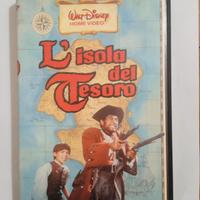 Walt Disney
HOME VIDEO
L'isola
del
Tesoro